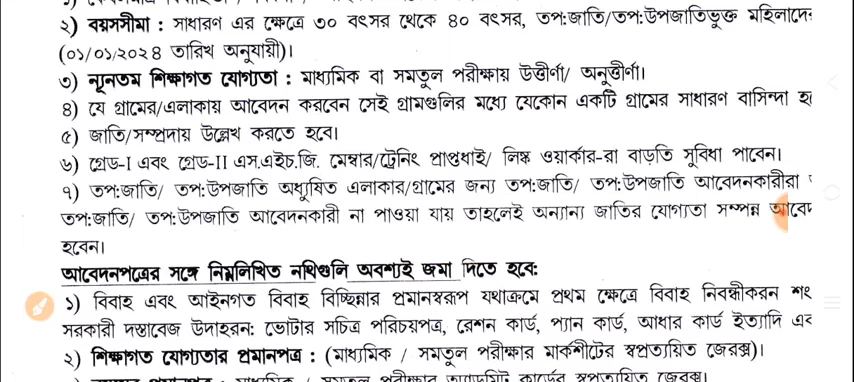 ২) বয়সসীমা : সাধারণ এর ক্ষেত্রে ৩০ বৎসর থেকে ৪০ বৎসর, তপ:জাতি/তপ:উপজাতিভুক্ত মহিলাদে
(০১/০১/২০২৪ তারিখ অনুযায়ী)।
৩) ন্যূনতম শিক্ষাগত যোগ্যতা : মাধ্যমিক বা সমতুল পরীক্ষায় উর্ত্তীর্ণা/ অনুর্ত্তীর্ণা।
৪) যে গ্রামের/এলাকায় আবেদন করবেন সেই গ্রামগুলির মধ্যে যেকোন একটি গ্রামের সাধারণ বাসিন্দা হ
৫) জাতি/সম্প্রদায় উল্লেখ করতে হবে।
৬) গ্রেড-I এবং গ্রেড-II এস.এইচ.জি. মেম্বার/ট্রেনিং প্রাপ্তধাই/ লিঙ্ক ওয়ার্কার-রা বাড়তি সুবিধা পাবেন।
৭) তপ:জাতি/ তপ:উপজাতি অধ্যুষিত এলাকার/গ্রামের জন্য তপ:জাতি/ তপ:উপজাতি আবেদনকারীরা
তপ:জাতি/ তপ:উপজাতি আবেদনকারী না পাওয়া যায় তাহলেই অন্যান্য জাতির যোগ্যতা সম্পন্ন আবেদ
হবেন।
আবেদনপত্রের সঙ্গে নিম্নলিখিত নথিগুলি অবশ্যই জমা দিতে হবে:
১) বিবাহ এবং আইনগত বিবাহ বিচ্ছিন্নার প্রমানস্বরূপ যথাক্রমে প্রথম ক্ষেত্রে বিবাহ নিবন্ধীকরন শং
সরকারী দস্তাবেজ উদাহরন: ভোটার সচিত্র পরিচয়পত্র, রেশন কার্ড, প্যান কার্ড, আধার কার্ড ইত্যাদি এব
২) শিক্ষাগত যোগ্যতার প্রমানপত্র : (মাধ্যমিক / সমতুল পরীক্ষার মার্কশীটের স্বপ্রত্যয়িত জেরক্স)।